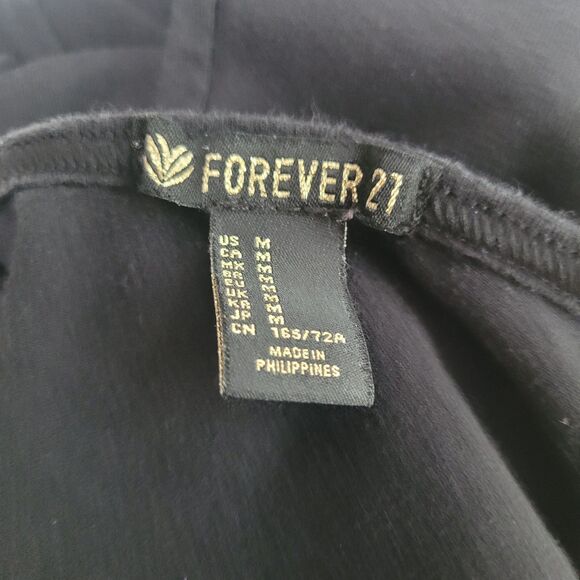 FOREVER 21
US M
CA M
MX M
BR M
EU M
UK M
KR M
JP M
CN 165/72A
MADE IN
PHILIPPINES